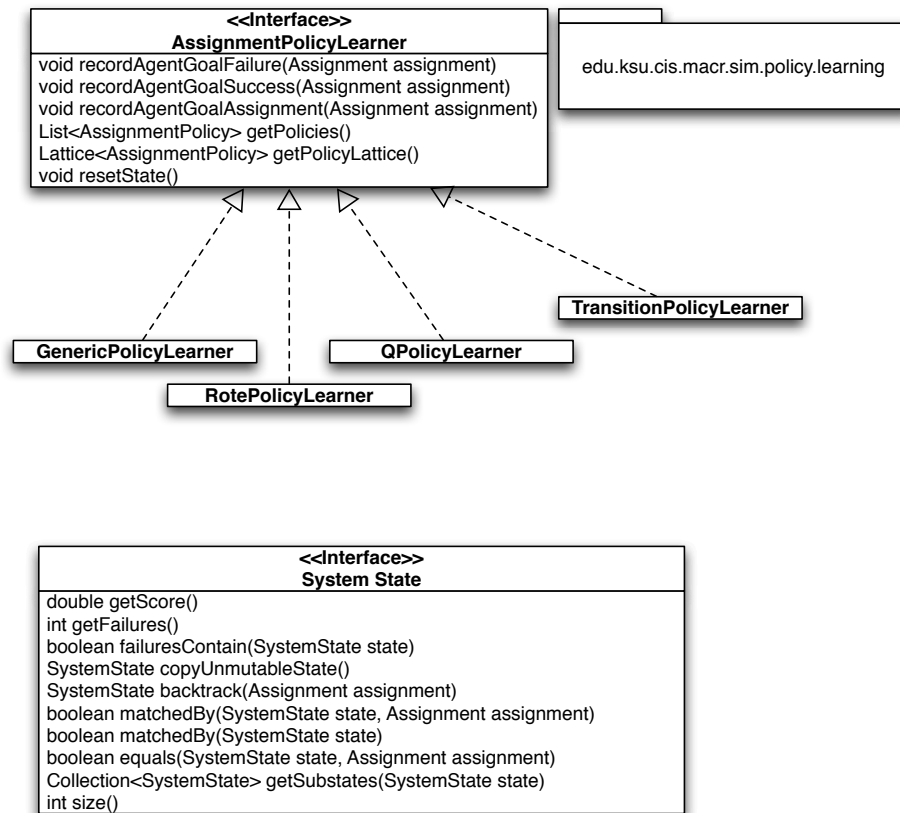 <<Interface>>
AssignmentPolicyLearner
void recordAgentGoalFailure(Assignment assignment)
void recordAgentGoalSuccess(Assignment assignment)
void recordAgentGoalAssignment(Assignment assignment)
List<AssignmentPolicy> getPolicies()
Lattice<AssignmentPolicy> getPolicyLattice()
void resetState()
edu.ksu.cis.macr.sim.policy.learning
TransitionPolicyLearner
GenericPolicyLearner
QPolicyLearner
RotePolicyLearner
<<Interface>>
System State
double getScore()
int getFailures()
boolean failuresContain(SystemState state)
SystemState copyUnmutableState()
SystemState backtrack(Assignment assignment)
boolean matchedBy(SystemState state, Assignment assignment)
boolean matchedBy(SystemState state)
boolean equals(SystemState state, Assignment assignment)
Collection<SystemState> getSubstates(SystemState state)
int size()